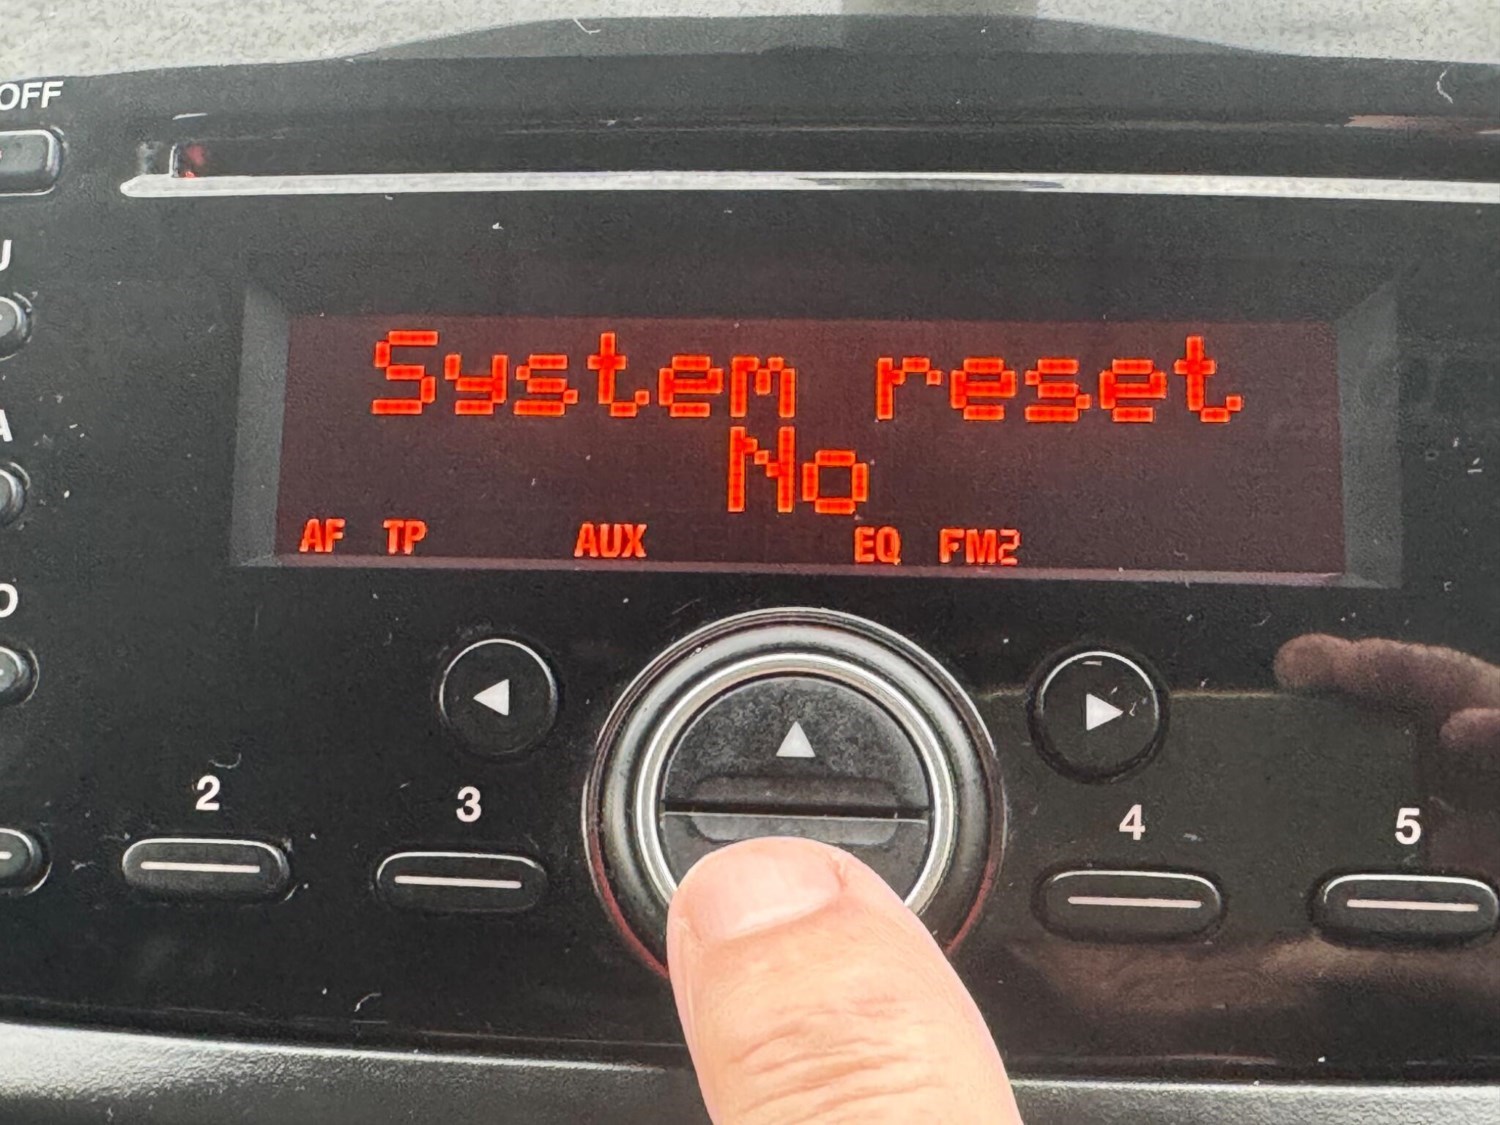 OFF
System reset
No
AF TP AUX EQ FM2
2 3 4 5